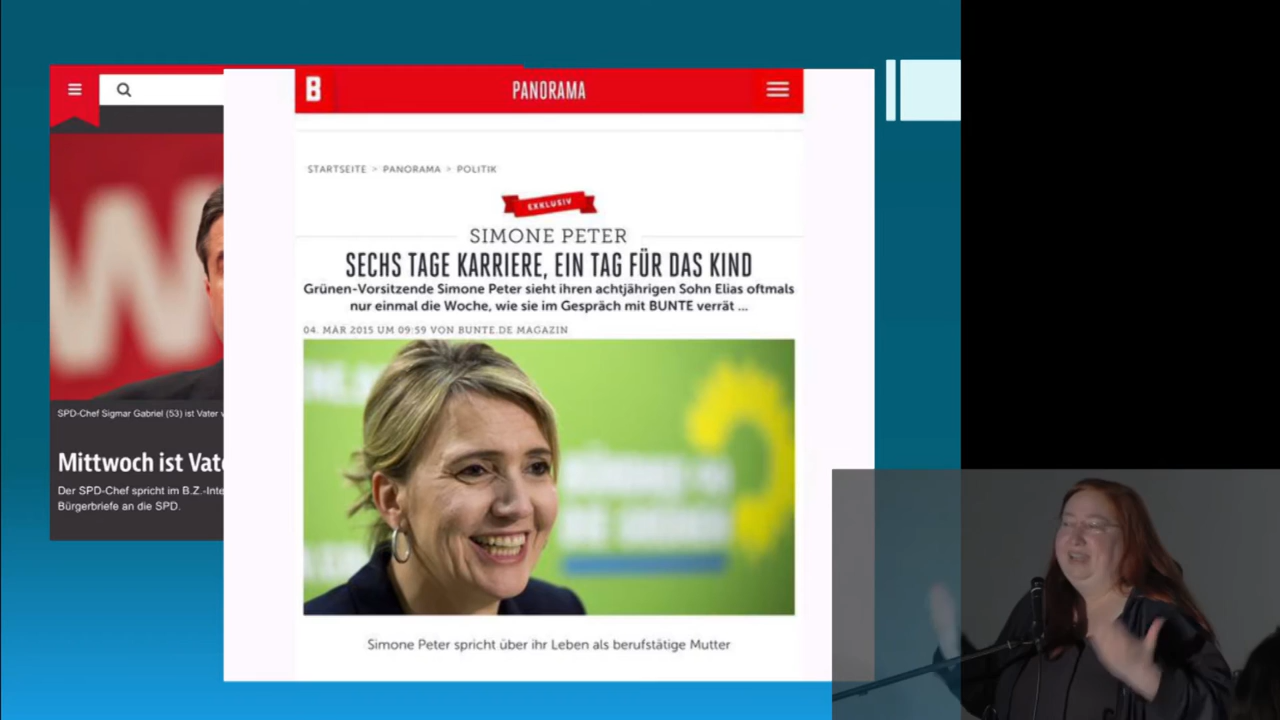 B
PANORAMA
STARTSEITE > PANORAMA > POLITIK
EXKLUSIV
SIMONE PETER
SECHS TAGE KARRIERE, EIN TAG FÜR DAS KIND
Grünen-Vorsitzende Simone Peter sieht ihren achtjährigen Sohn Elias oftmals
nur einmal die Woche, wie sie im Gespräch mit BUNTE verrät ...
04. MÄR 2015 UM 09:59 VON BUNTE.DE MAGAZIN
Simone Peter spricht über ihr Leben als berufstätige Mutter
W
SPD-Chef Sigmar Gabriel (53) ist Vater
Mittwoch ist
Der SPD-Chef spricht im B.Z.-Inte
Bürgerbriefe an die SPD.